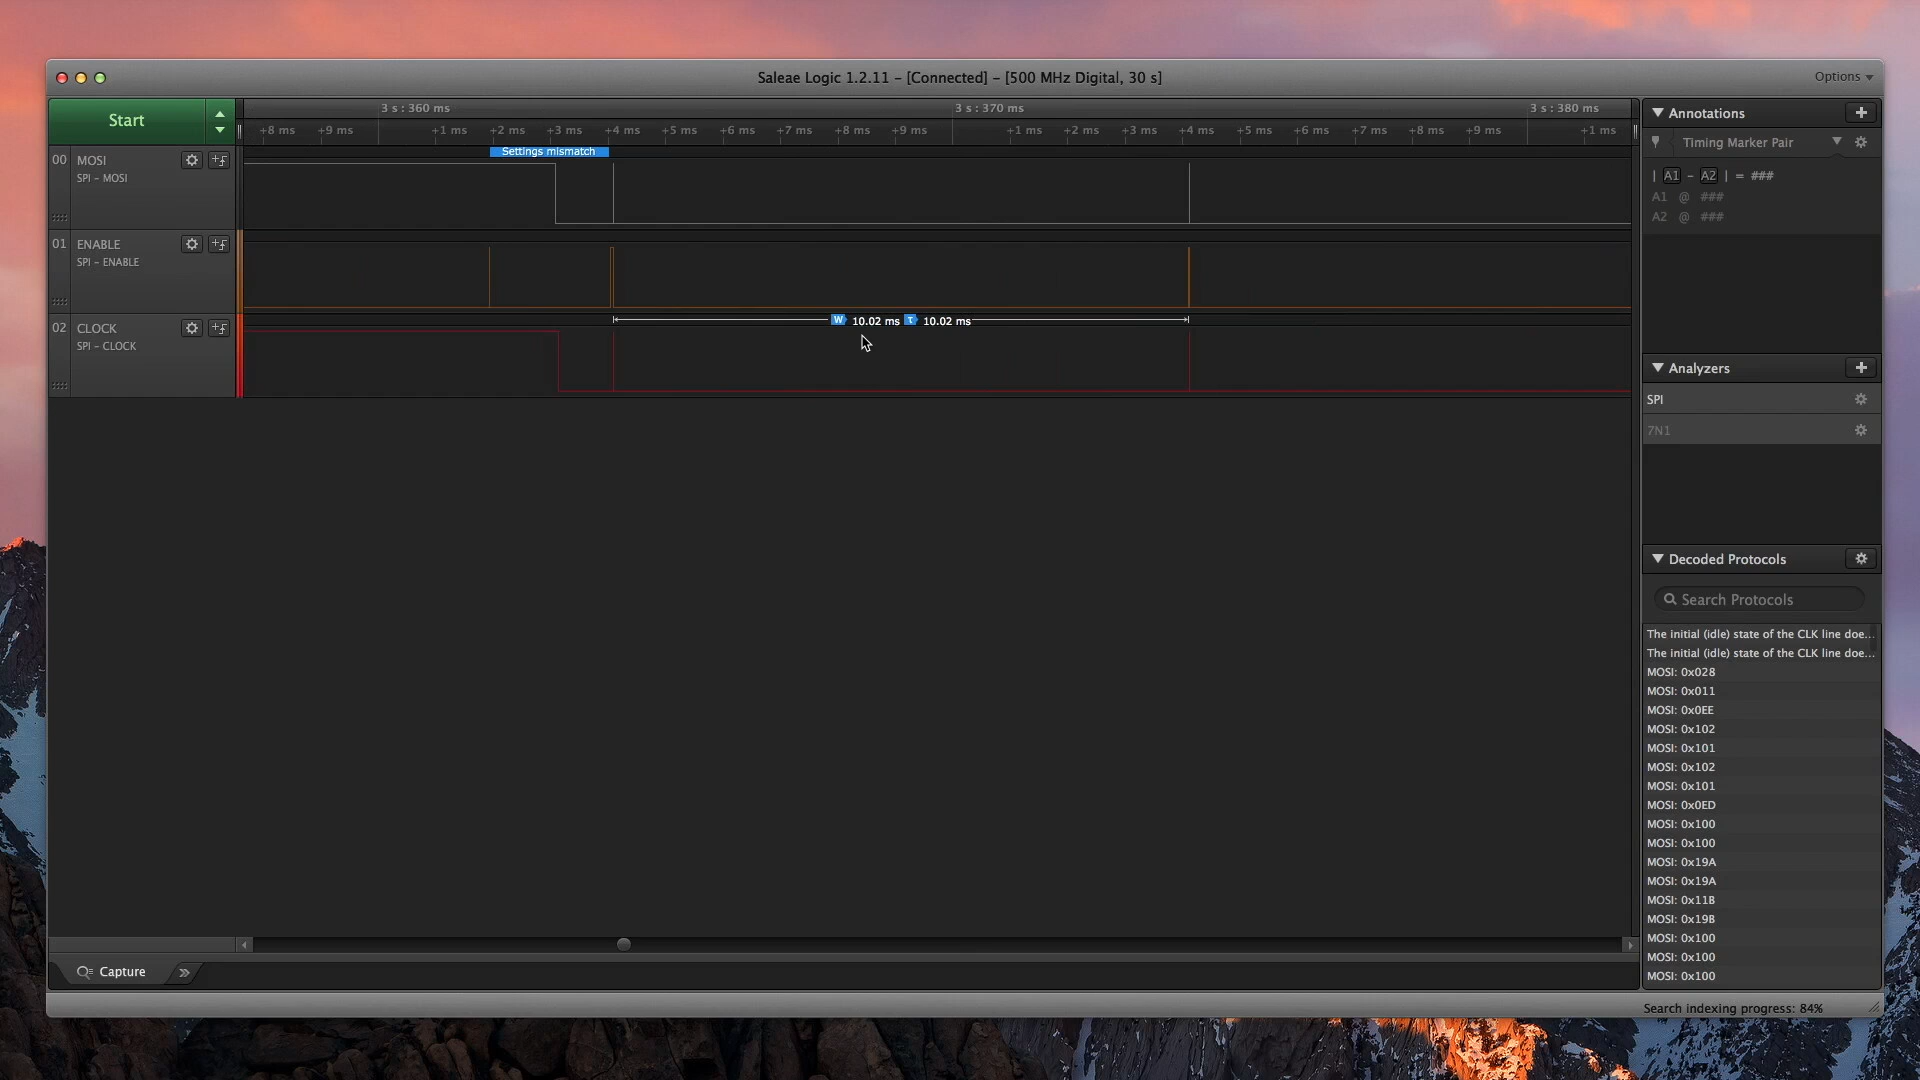 Saleae Logic 1.2.11 – [Connected] – [500 MHz Digital, 30 s]
Options
Start
3 s : 360 ms
3 s : 370 ms
3 s : 380 ms
+8 ms
+9 ms
+1 ms
+2 ms
+3 ms
+4 ms
+5 ms
+6 ms
+7 ms
+8 ms
+9 ms
+1 ms
+2 ms
+3 ms
+4 ms
+5 ms
+6 ms
+7 ms
+8 ms
+9 ms
+1 ms
Settings mismatch
00 MOSI
SPI – MOSI
01 ENABLE
SPI – ENABLE
02 CLOCK
SPI – CLOCK
W 10.02 ms T 10.02 ms
Annotations
Timing Marker Pair
| A1 – A2 | = ###
A1 @ ###
A2 @ ###
Analyzers
SPI
7N1
Decoded Protocols
Search Protocols
The initial (idle) state of the CLK line doe...
The initial (idle) state of the CLK line doe...
MOSI: 0x028
MOSI: 0x011
MOSI: 0x0EE
MOSI: 0x102
MOSI: 0x101
MOSI: 0x102
MOSI: 0x101
MOSI: 0x0ED
MOSI: 0x100
MOSI: 0x100
MOSI: 0x19A
MOSI: 0x19A
MOSI: 0x11B
MOSI: 0x19B
MOSI: 0x100
MOSI: 0x100
MOSI: 0x100
Capture
Search indexing progress: 84%